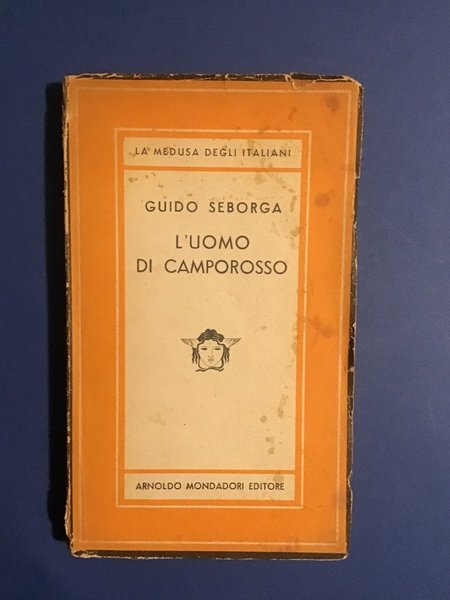 LA MEDUSA DEGLI ITALIANI
GUIDO SEBORGA
L'UOMO
DI CAMPOROSSO
ARNOLDO MONDADORI EDITORE